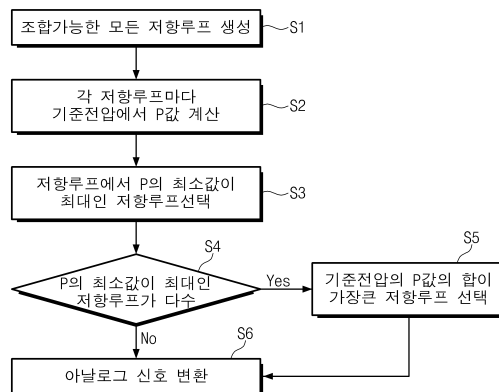 조합가능한 모든 저항루프 생성
S1
각 저항루프마다
기준전압에서 P값 계산
S2
저항루프에서 P의 최소값이
최대인 저항루프선택
S3
S4
P의 최소값이 최대인
저항루프가 다수
Yes
S5
기준전압의 P값의 합이
가장큰 저항루프 선택
No
S6
아날로그 신호 변환